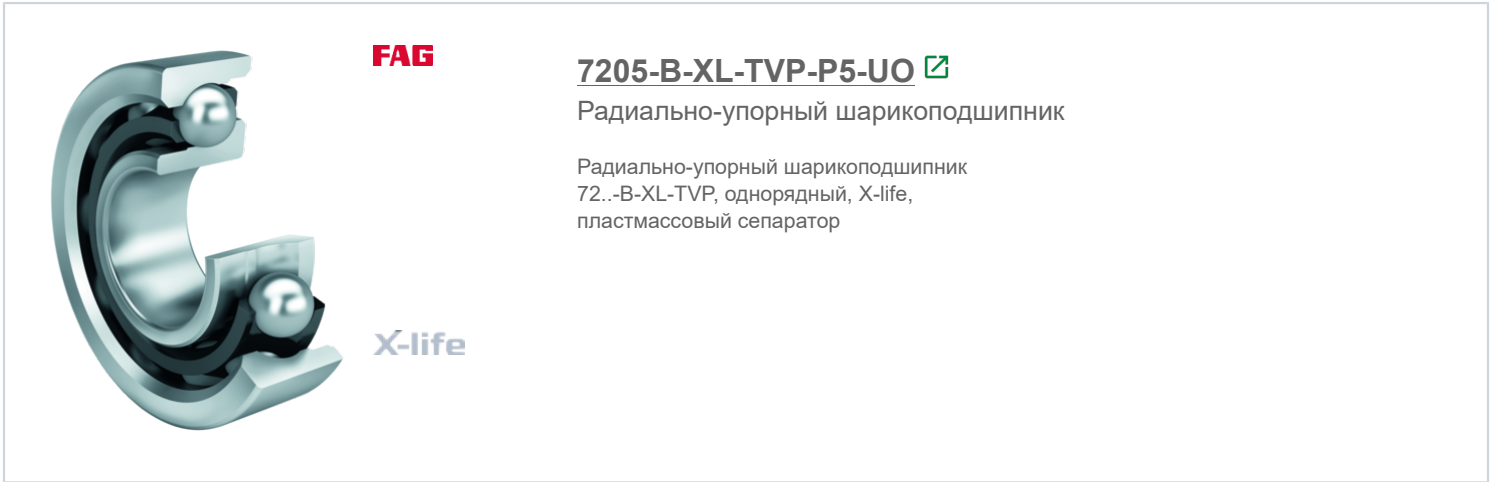 FAG
7205-B-XL-TVP-P5-UO
Радиально-упорный шарикоподшипник
Радиально-упорный шарикоподшипник
72..-B-XL-TVP, однорядный, X-life,
пластмассовый сепаратор
X-life